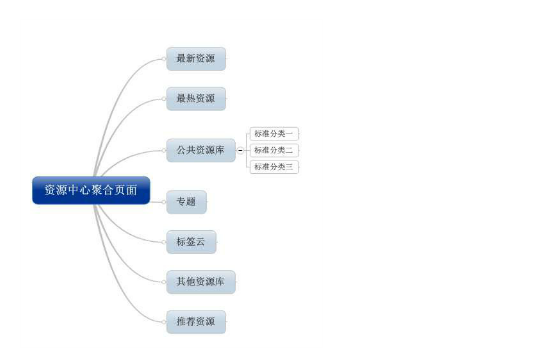 最新资源
最热资源
公共资源库
标准分类一
标准分类二
标准分类三
资源中心聚合页面
专题
标签云
其他资源库
推荐资源